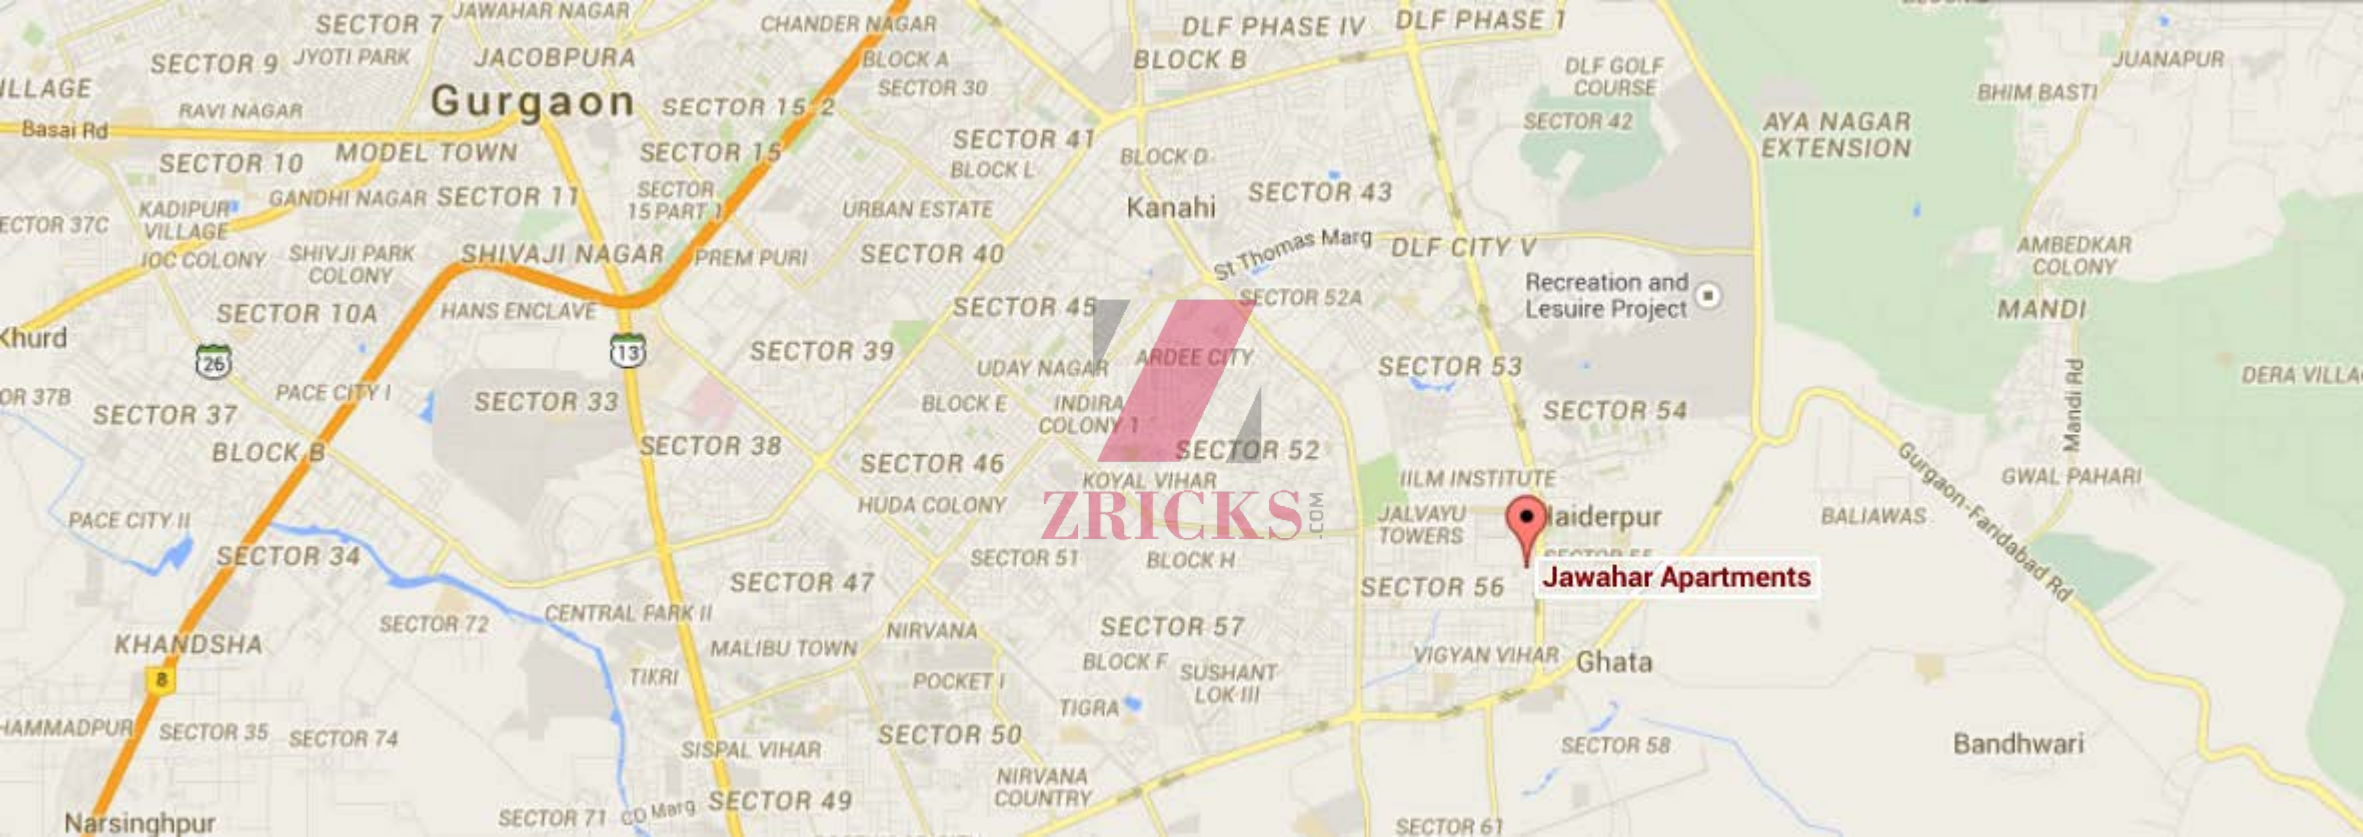 SECTOR 7
JAWAHAR NAGAR
CHANDER NAGAR
DLF PHASE IV
DLF PHASE 1
SECTOR 9
JYOTI PARK
JACOBPURA
BLOCK A
BLOCK B
DLF GOLF
COURSE
JUANAPUR
SECTOR 30
BHIM BASTI
RAVI NAGAR
Gurgaon
SECTOR 15 2
SECTOR 42
AYA NAGAR
EXTENSION
Basai Rd
SECTOR 41
BLOCK L
SECTOR 10
MODEL TOWN
SECTOR 15
BLOCK D
GANDHI NAGAR
SECTOR 11
SECTOR
15 PART 1
SECTOR 43
KADIPUR
VILLAGE
URBAN ESTATE
Kanahi
ECTOR 37C
St Thomas Marg
DLF CITY V
IOC COLONY
SHIVJI PARK
COLONY
SHIVAJI NAGAR
PREM PURI
SECTOR 40
AMBEDKAR
COLONY
Recreation and
Lesuire Project
SECTOR 10A
HANS ENCLAVE
SECTOR 45
SECTOR 52A
MANDI
Khurd
26
13
SECTOR 39
UDAY NAGAR
ARDEE CITY
SECTOR 53
Mandi Rd
OR 37B
SECTOR 37
PACE CITY I
SECTOR 33
BLOCK E
INDIRA
COLONY 1
SECTOR 54
BLOCK B
SECTOR 38
SECTOR 46
SECTOR 52
Gurgaon-Faridabad Rd
GWAL PAHARI
KOYAL VIHAR
IILM INSTITUTE
HUDA COLONY
ZRICKS.COM
PACE CITY II
JALVAYU
TOWERS
BALIAWAS
SECTOR 34
SECTOR 51
BLOCK H
SECTOR 55
Jawahar Apartments
SECTOR 47
SECTOR 56
SECTOR 72
CENTRAL PARK II
NIRVANA
SECTOR 57
KHANDSHA
MALIBU TOWN
BLOCK F
SUSHANT
LOK III
VIGYAN VIHAR
Ghata
8
TIKRI
POCKET I
TIGRA
HAMMADPUR
SECTOR 35
SECTOR 74
SISPAL VIHAR
SECTOR 50
SECTOR 58
Bandhwari
NIRVANA
COUNTRY
Narsinghpur
SECTOR 71
CD Marg
SECTOR 49
SECTOR 61